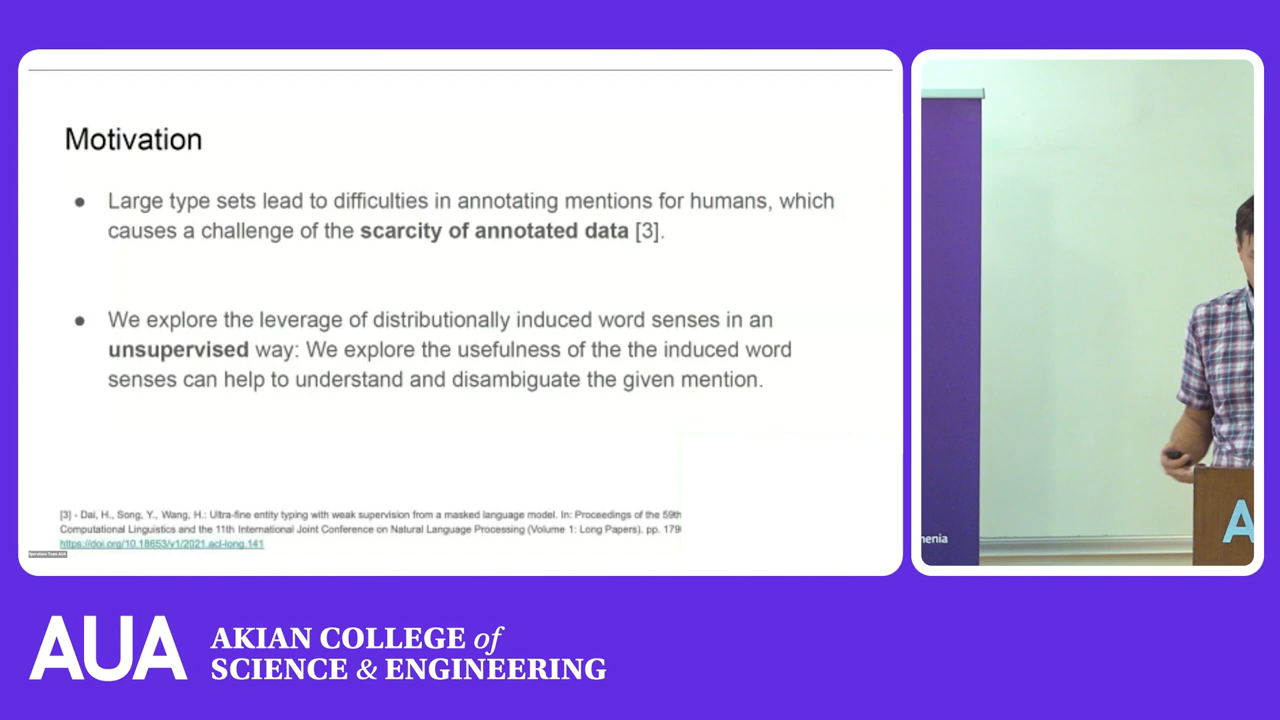 Motivation
● Large type sets lead to difficulties in annotating mentions for humans, which
causes a challenge of the scarcity of annotated data [3].
● We explore the leverage of distributionally induced word senses in an
unsupervised way: We explore the usefulness of the the induced word
senses can help to understand and disambiguate the given mention.
[3] - Dai, H., Song, Y., Wang, H.: Ultra-fine entity typing with weak supervision from a masked language model. In: Proceedings of the 59th
Computational Linguistics and the 11th International Joint Conference on Natural Language Processing (Volume 1: Long Papers). pp. 179
https://doi.org/10.18653/v1/2021.acl-long.141
enia
A
AUA
AKIAN COLLEGE of
SCIENCE & ENGINEERING